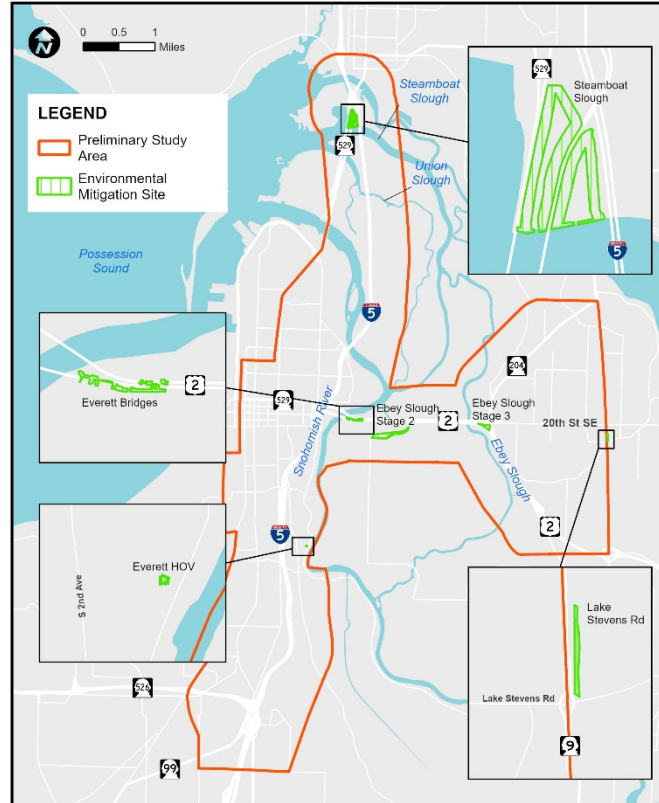 N
0 0.5 1
Miles
LEGEND
Preliminary Study
Area
Environmental
Mitigation Site
Steamboat
Slough
529
529
Steamboat
Slough
5
Union
Slough
Possession
Sound
5
204
2
Everett Bridges
529
Snohomish River
Ebey Slough
Stage 2
2
Ebey Slough
Stage 3
20th St SE
Ebey Slough
2
5
Everett HOV
S 2nd Ave
Lake
Stevens Rd
Lake Stevens Rd
9
526
99